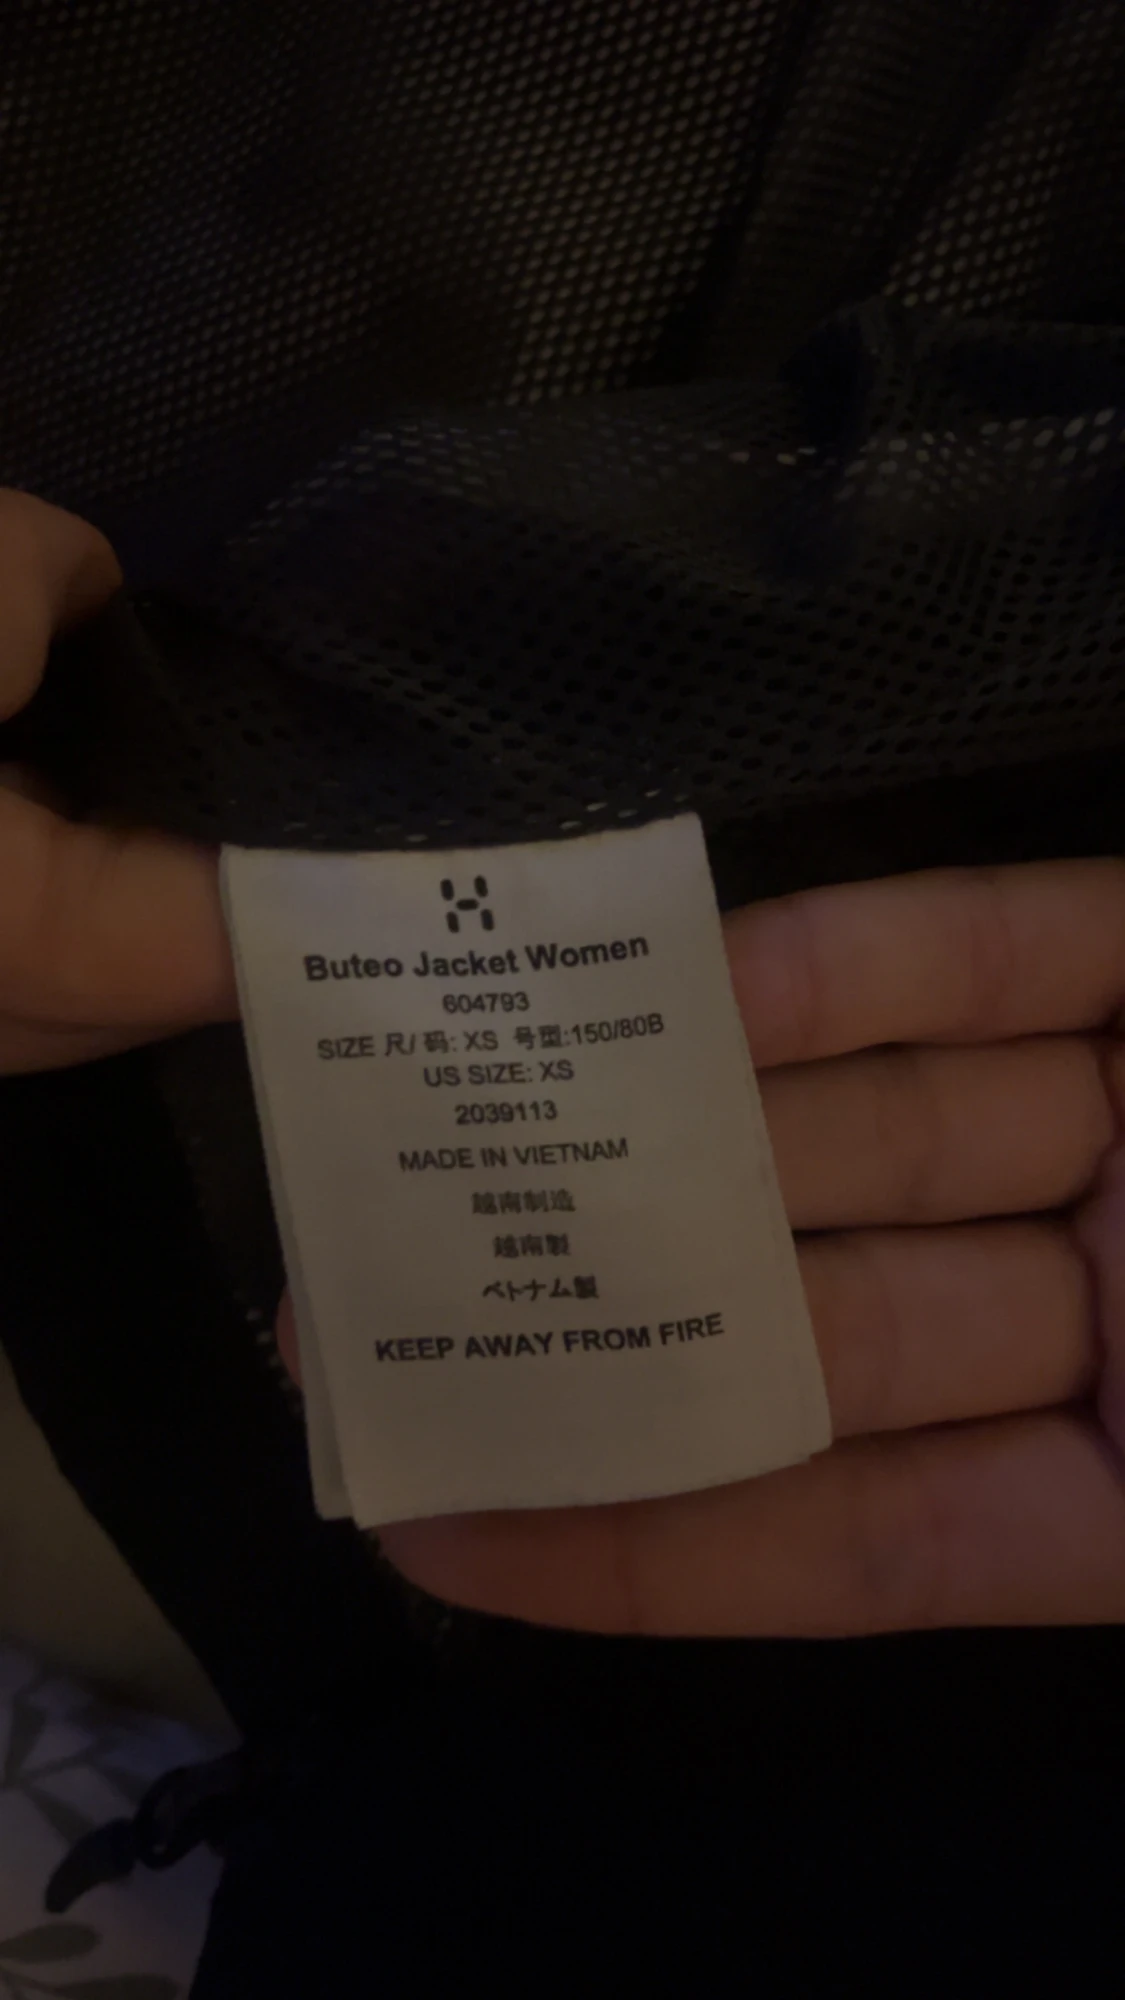 Buteo Jacket Women
604793
SIZE 尺/ 码: XS 号型:150/80B
US SIZE: XS
2039113
MADE IN VIETNAM
越南制造
越南製
ベトナム製
KEEP AWAY FROM FIRE